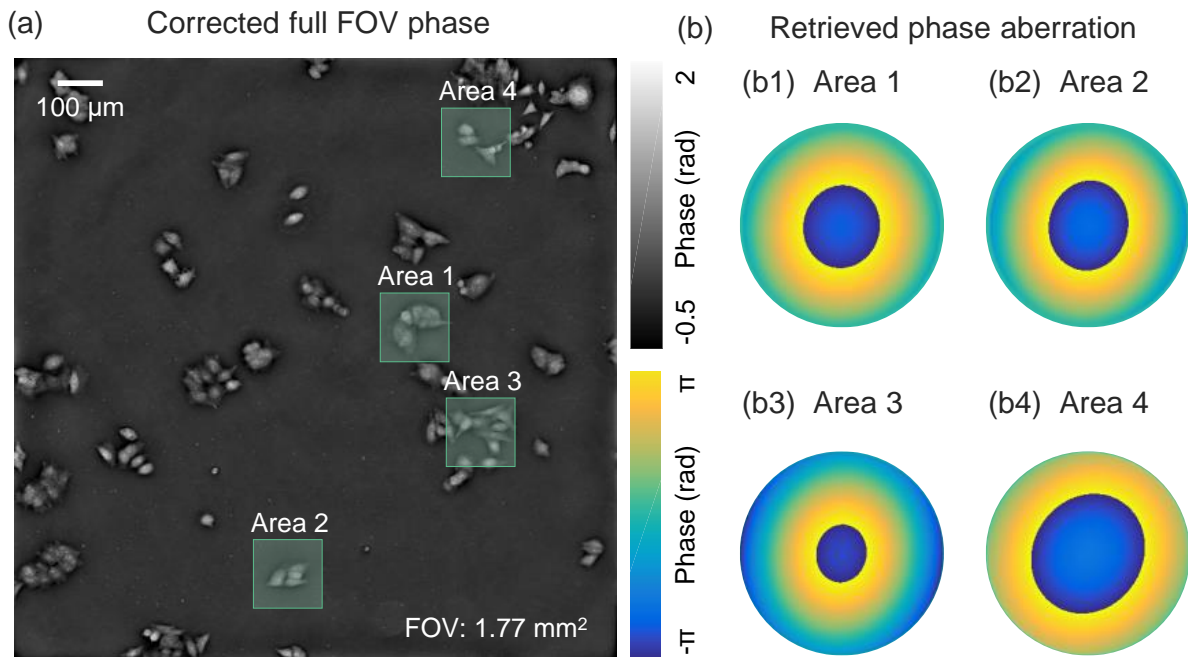 (a) Corrected full FOV phase
100 µm
Area 4
Area 1
Area 3
Area 2
FOV: 1.77 mm²
2
Phase (rad)
-0.5
π
Phase (rad)
-π
(b) Retrieved phase aberration
(b1) Area 1
(b2) Area 2
(b3) Area 3
(b4) Area 4